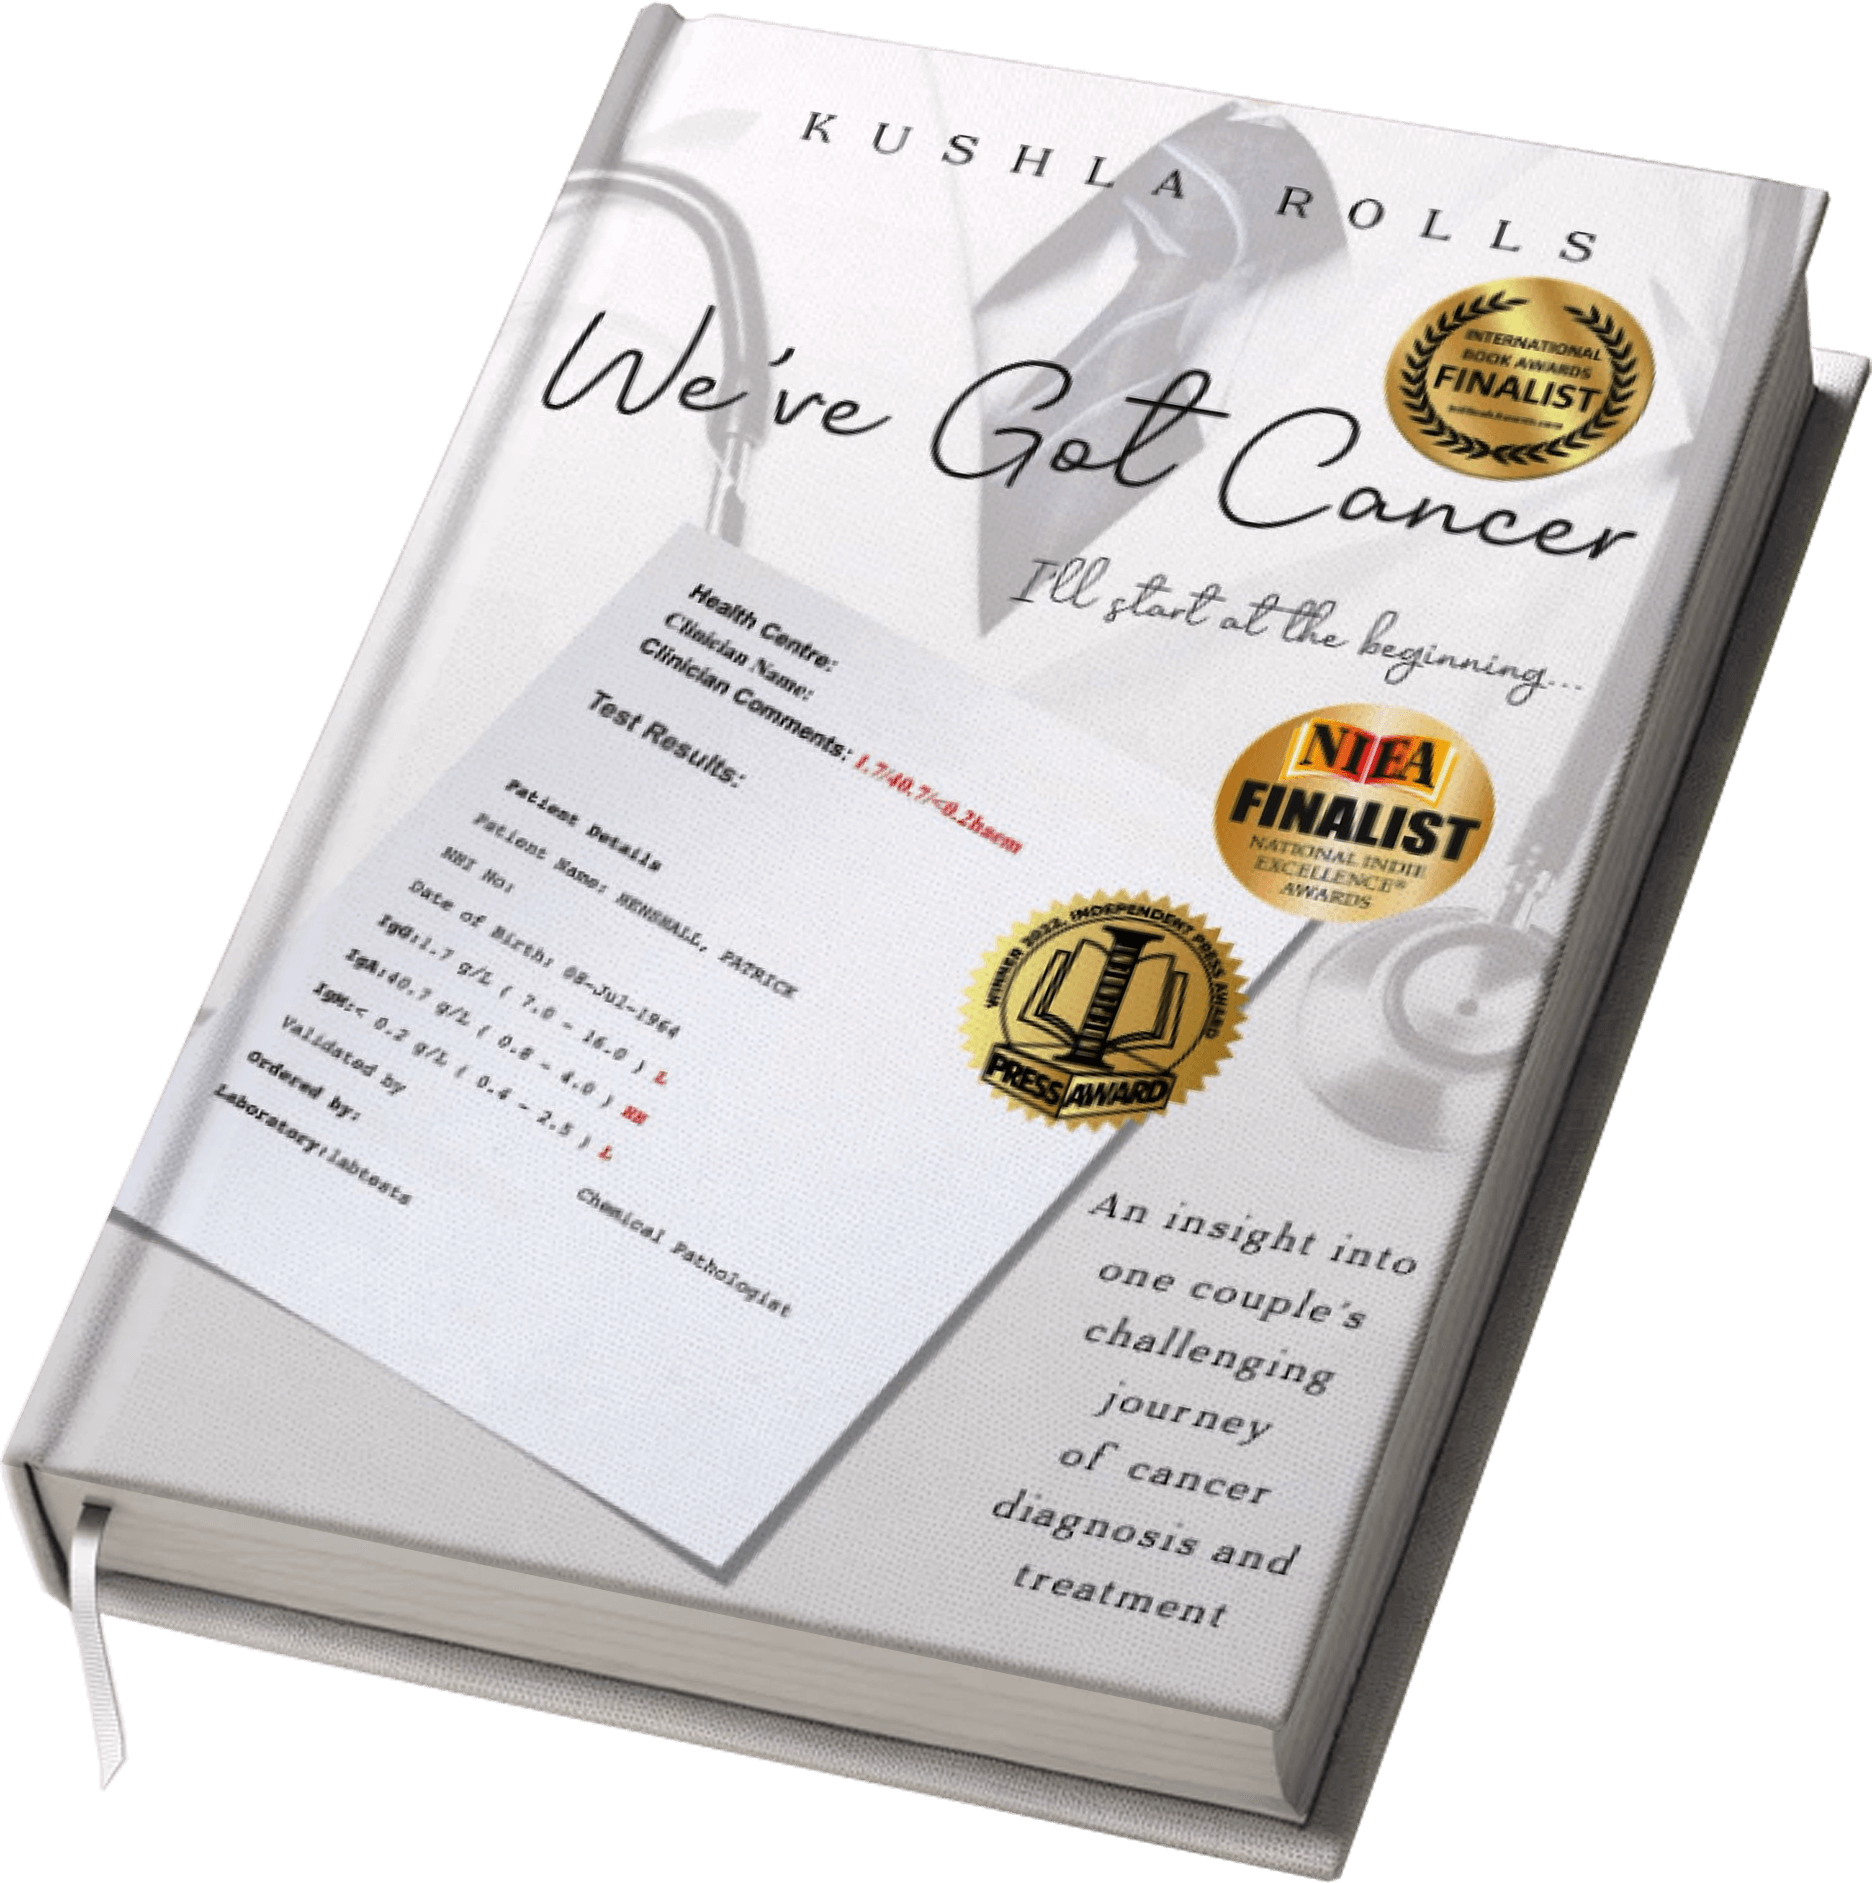 KUSHLA ROLLS
We've Got Cancer
I'll start at the beginning...
INTERNATIONAL
BOOK AWARDS
FINALIST
Health Centre:
Clinician Name:
Clinician Comments: 1.7/40.7/<0.2haem
Test Results:
Patient Details
Patient Name: HENSHALL, PATRICK
NHI No:
Date of Birth: 08-Jul-1964
IgG:1.7 g/L ( 7.0 - 16.0 ) L
IgA:40.7 g/L ( 0.8 - 4.0 ) HH
IgM:< 0.2 g/L ( 0.4 - 2.5 ) L
Validated by
Ordered by:
Laboratory:labtests
Chemical Pathologist
NIEA
FINALIST
NATIONAL INDIE
EXCELLENCE®
AWARDS
WINNER 2022, INDEPENDENT PRESS AWARD
INDEPENDENT
PRESS AWARD
An insight into
one couple's
challenging
journey
of cancer
diagnosis and
treatment